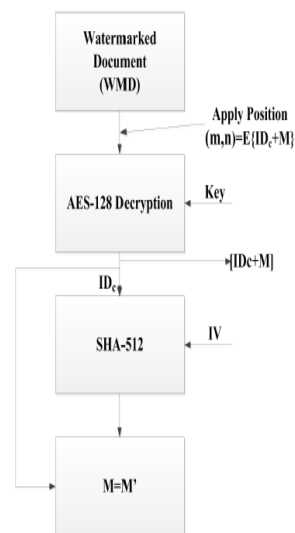 Watermarked
Document
(WMD)
Apply Position
(m,n)=E{IDc+M}
AES-128 Decryption
Key
[IDc+M]
IDc
SHA-512
IV
M=M’